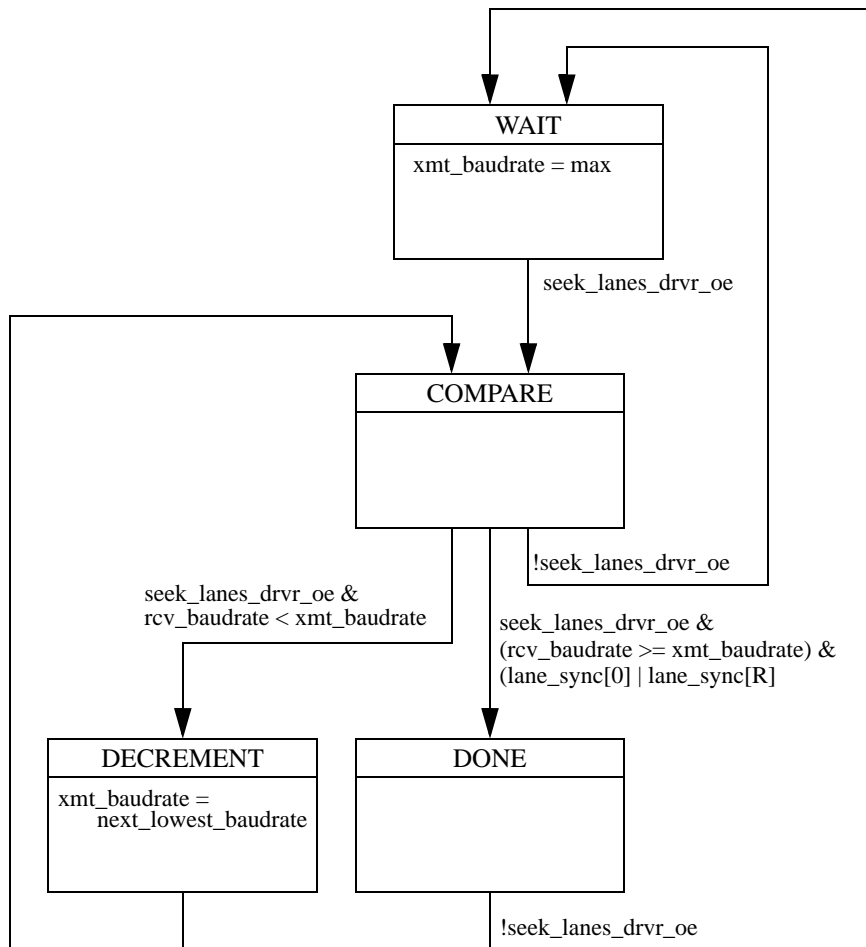 WAIT
xmt_baudrate = max
seek_lanes_drvr_oe
COMPARE
!seek_lanes_drvr_oe
seek_lanes_drvr_oe &
rcv_baudrate < xmt_baudrate
seek_lanes_drvr_oe &
(rcv_baudrate >= xmt_baudrate) &
(lane_sync[0] | lane_sync[R]
DECREMENT
xmt_baudrate =
next_lowest_baudrate
DONE
!seek_lanes_drvr_oe